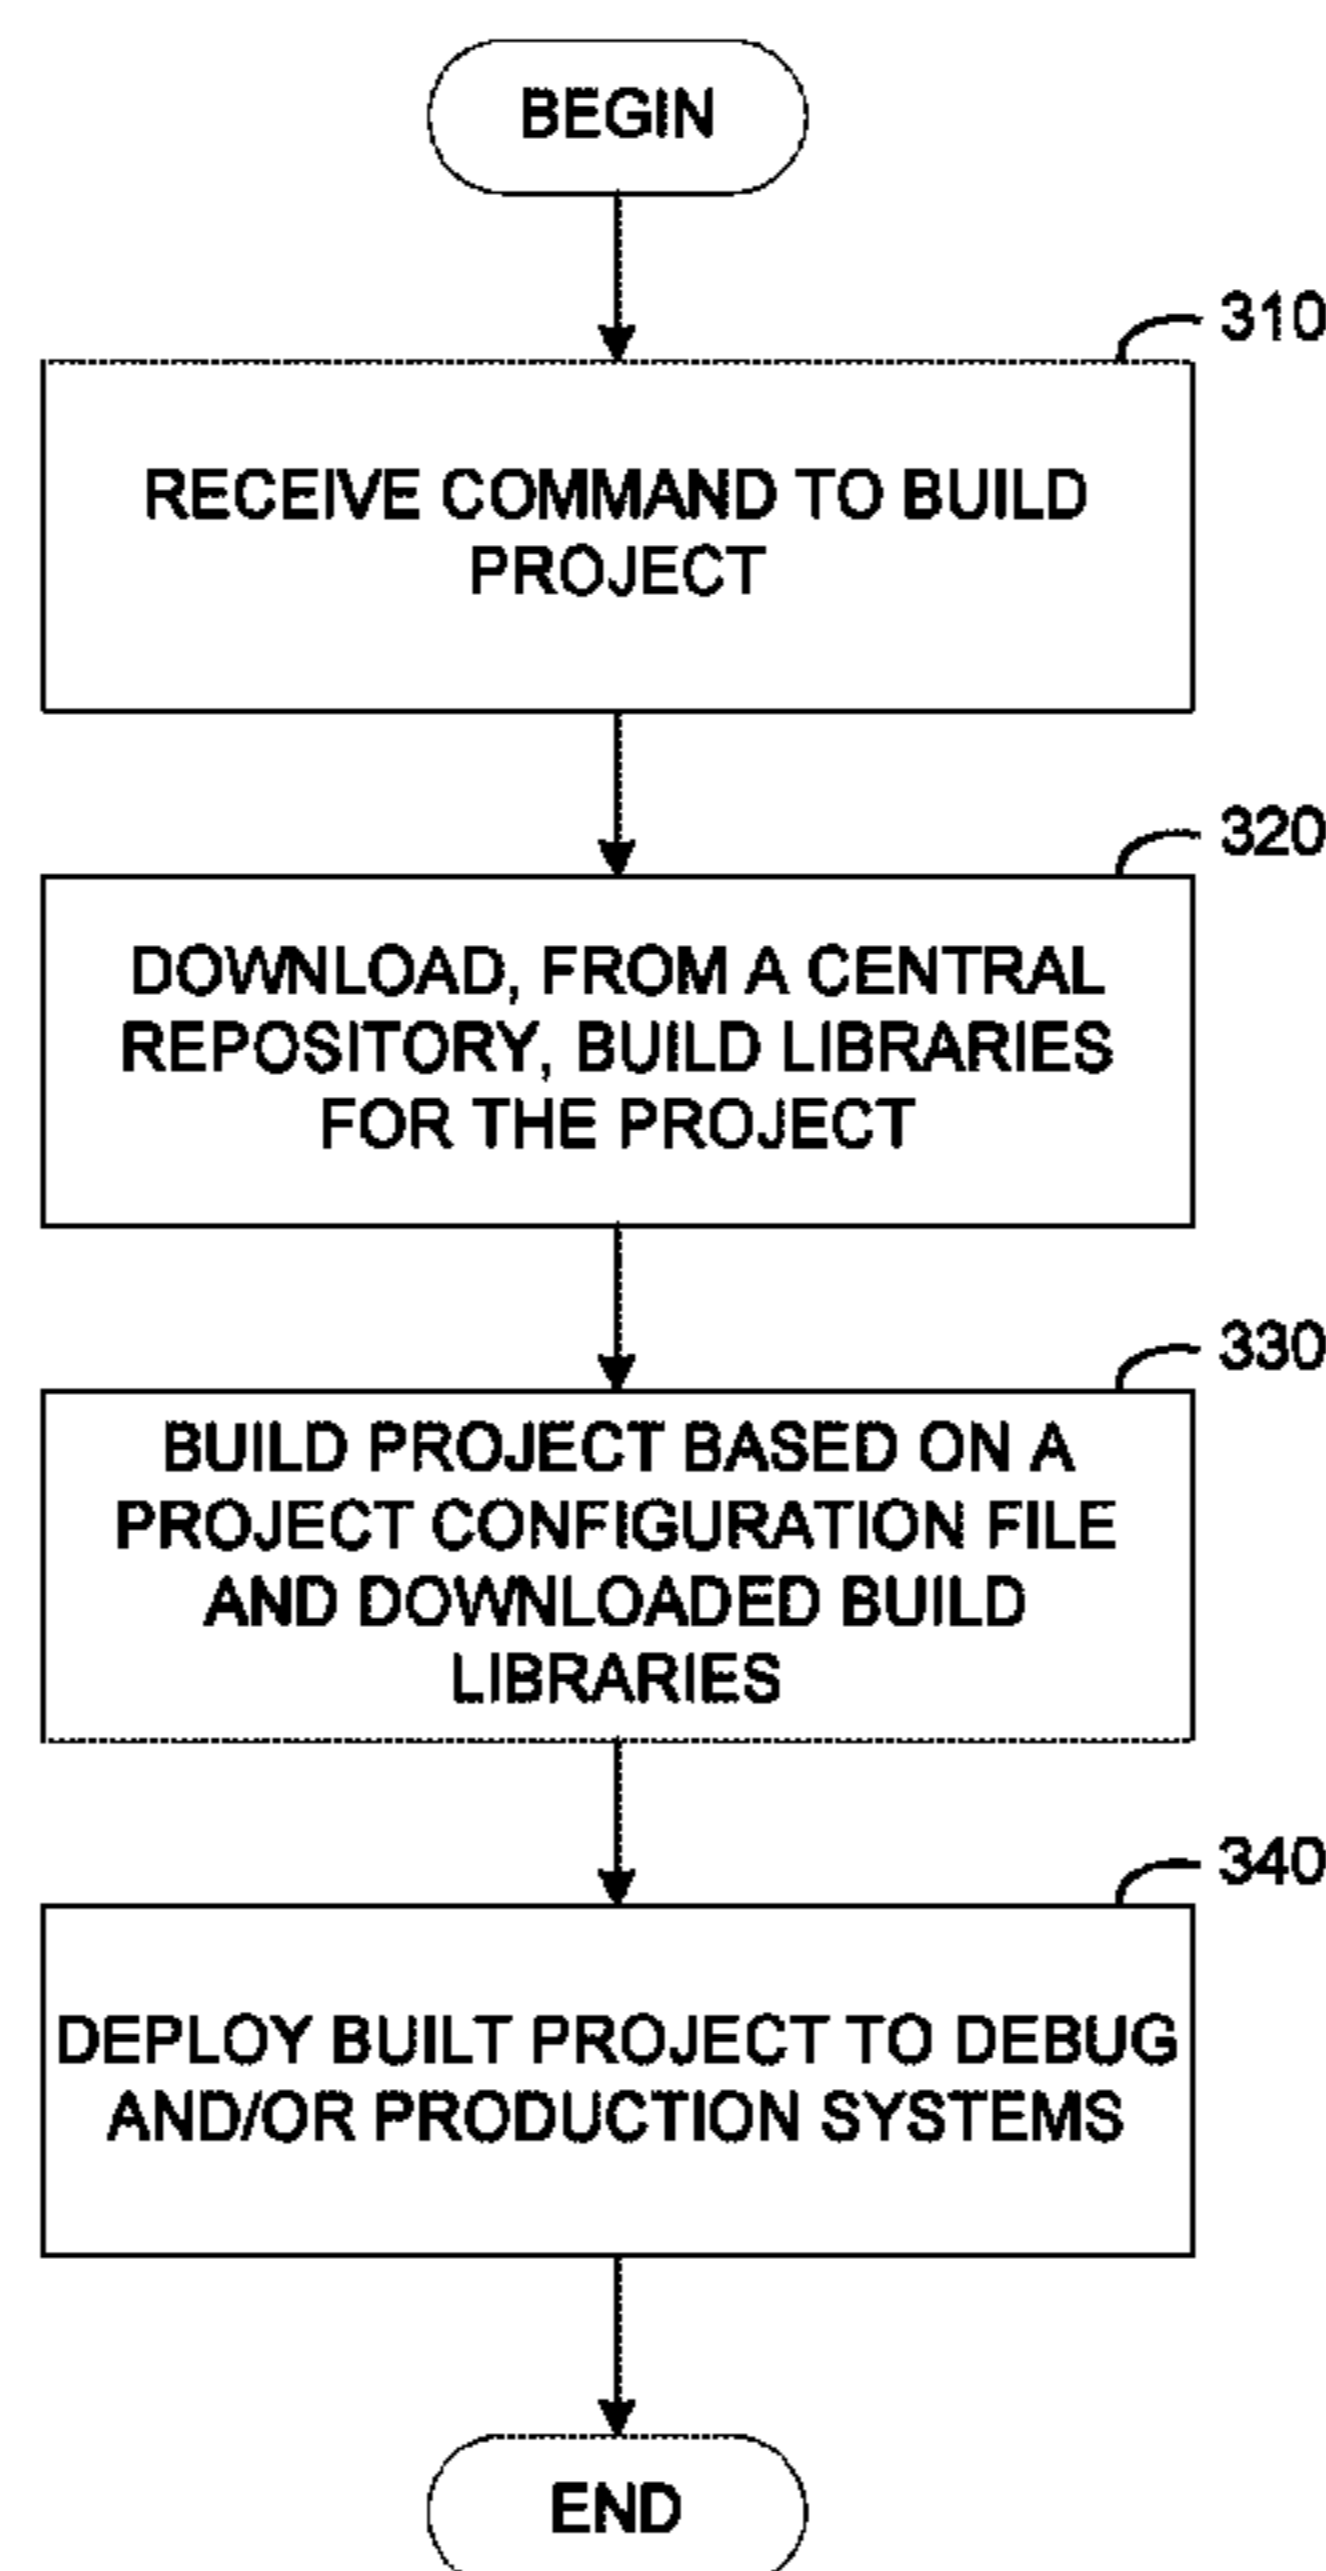 BEGIN
310
RECEIVE COMMAND TO BUILD
PROJECT
320
DOWNLOAD, FROM A CENTRAL
REPOSITORY, BUILD LIBRARIES
FOR THE PROJECT
330
BUILD PROJECT BASED ON A
PROJECT CONFIGURATION FILE
AND DOWNLOADED BUILD
LIBRARIES
340
DEPLOY BUILT PROJECT TO DEBUG
AND/OR PRODUCTION SYSTEMS
END